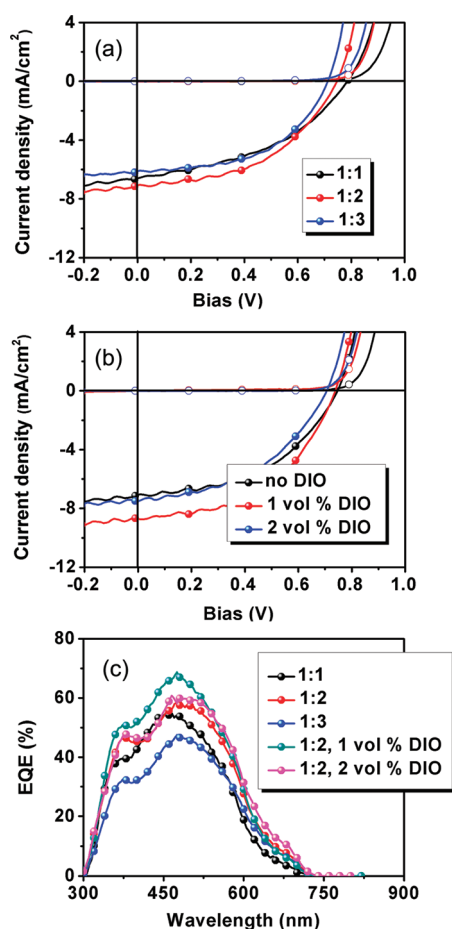 (a)
4
0
-4
-8
-12
Current density (mA/cm²)
1:1
1:2
1:3
-0.2 0.0 0.2 0.4 0.6 0.8 1.0
Bias (V)
(b)
4
0
-4
-8
-12
Current density (mA/cm²)
no DIO
1 vol % DIO
2 vol % DIO
-0.2 0.0 0.2 0.4 0.6 0.8 1.0
Bias (V)
(c)
80
60
40
20
0
EQE (%)
1:1
1:2
1:3
1:2, 1 vol % DIO
1:2, 2 vol % DIO
300 450 600 750 900
Wavelength (nm)